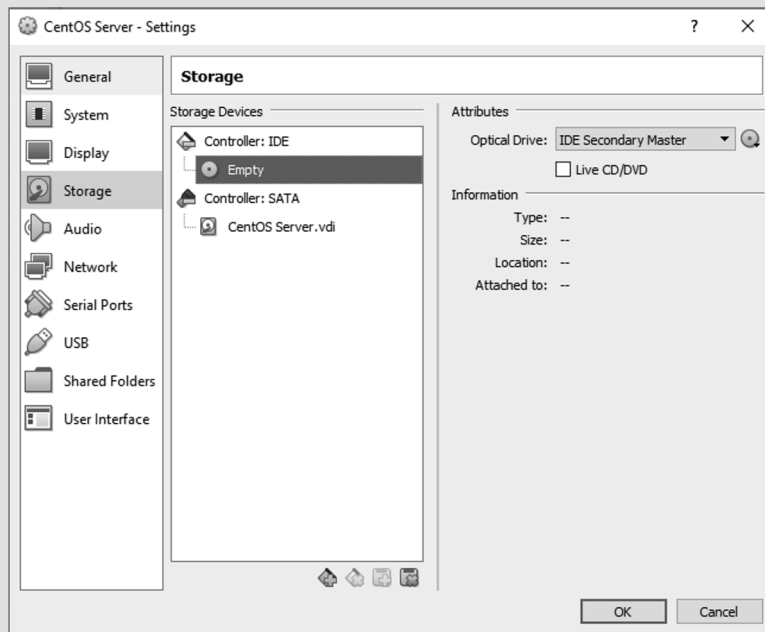 CentOS Server - Settings
?
General
System
Display
Storage
Audio
Network
Serial Ports
USB
Shared Folders
User Interface
Storage
Storage Devices
Controller: IDE
Empty
Controller: SATA
CentOS Server.vdi
Attributes
Optical Drive: IDE Secondary Master
Live CD/DVD
Information
Type: --
Size: --
Location: --
Attached to: --
OK
Cancel